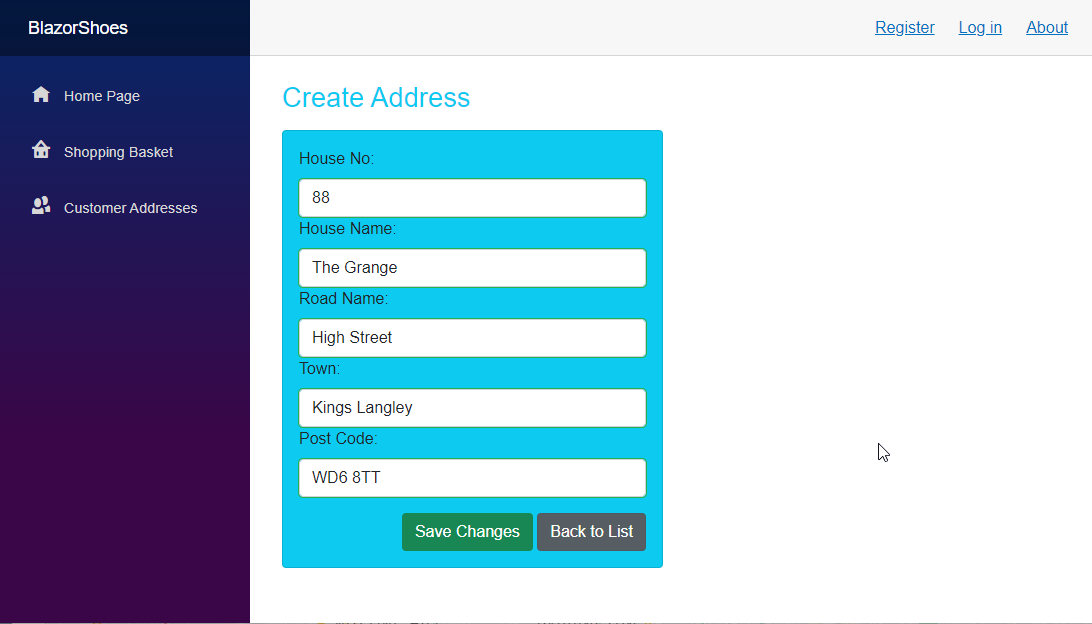 BlazorShoes
Register Log in About
Home Page
Shopping Basket
Customer Addresses
Create Address
House No:
88
House Name:
The Grange
Road Name:
High Street
Town:
Kings Langley
Post Code:
WD6 8TT
Save Changes Back to List